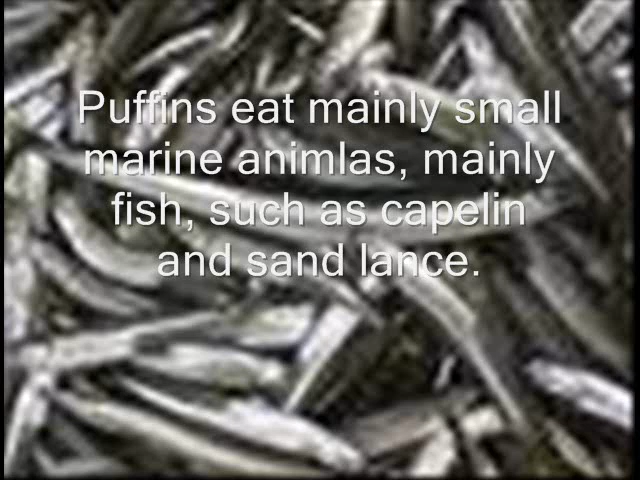 Puffins eat mainly small
marine animlas, mainly
fish, such as capelin
and sand lance.